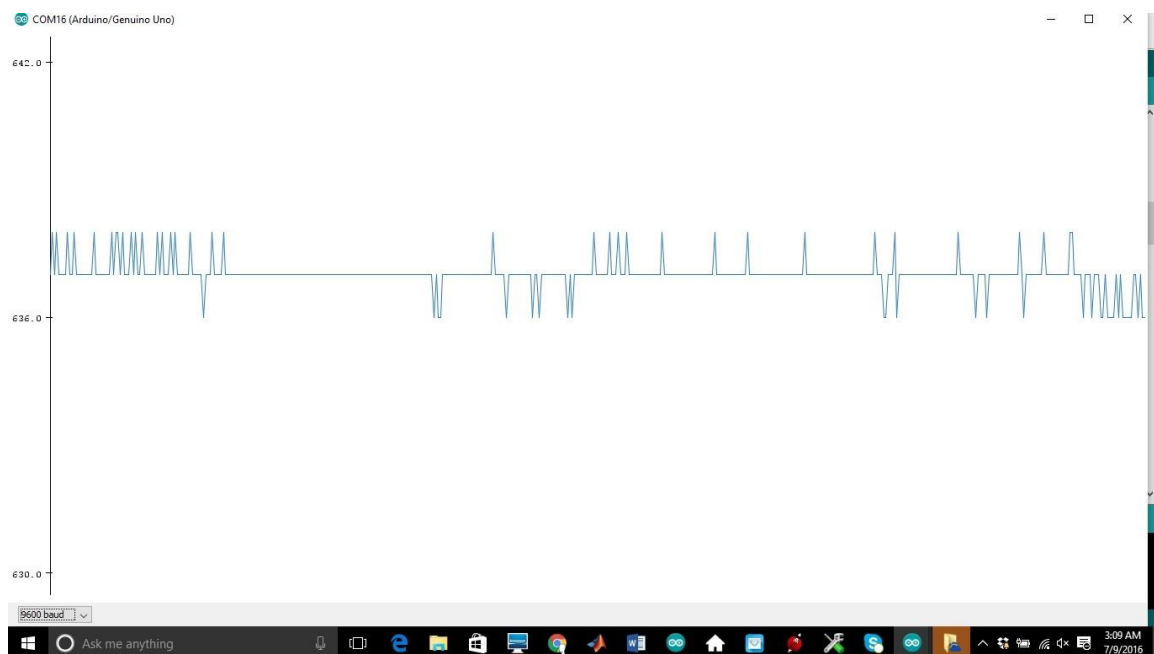 COM16 (Arduino/Genuino Uno)
642.0
636.0
630.0
9600 baud
Ask me anything
3:09 AM
7/9/2016